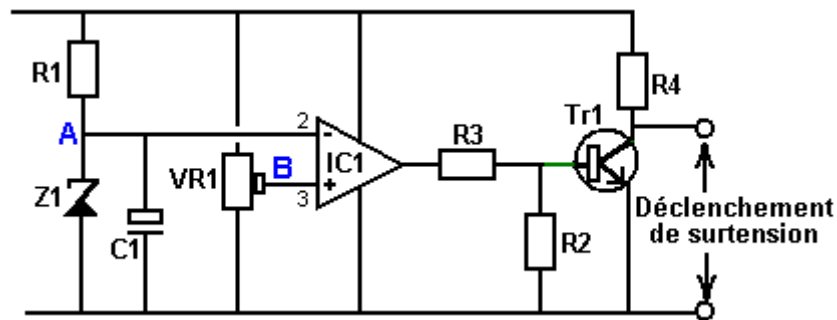 R1
R4
Tr1
A
2
-
R3
IC1
VR1
B
Z1
+
3
Déclenchement
de surtension
R2
C1